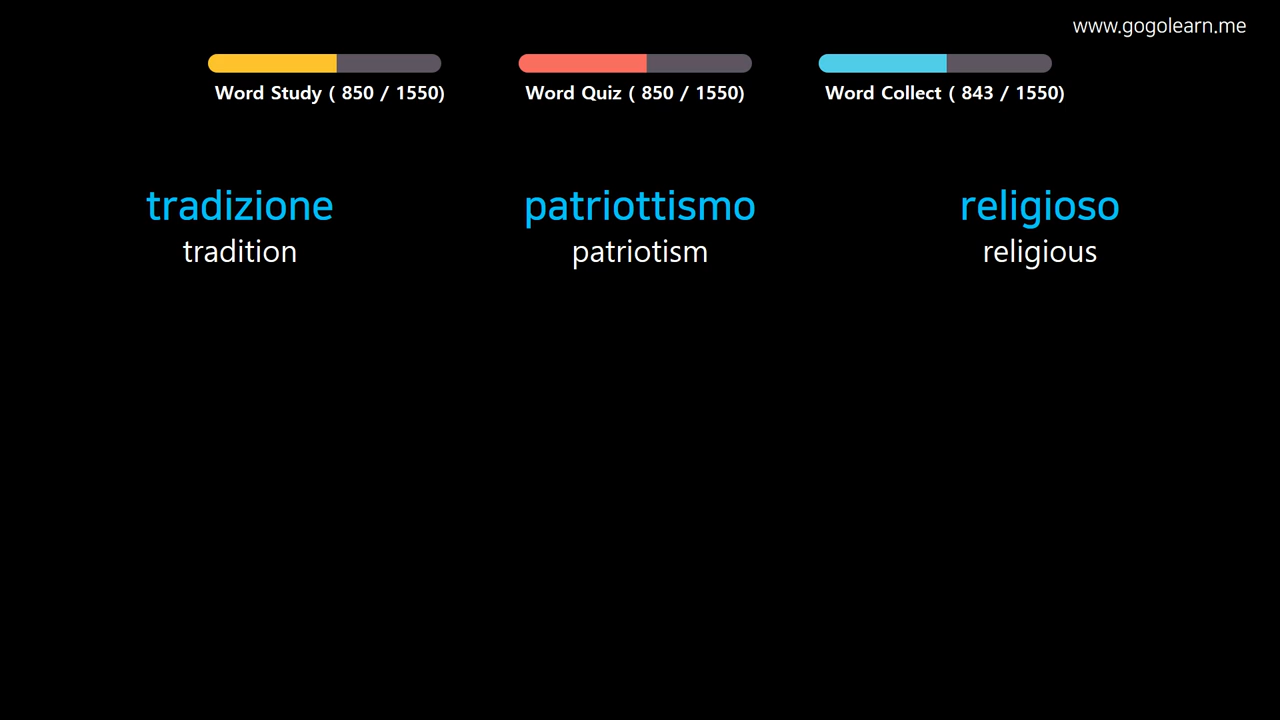 www.gogolearn.me
Word Study ( 850 / 1550)
Word Quiz ( 850 / 1550)
Word Collect ( 843 / 1550)
tradizione
tradition
patriottismo
patriotism
religioso
religious